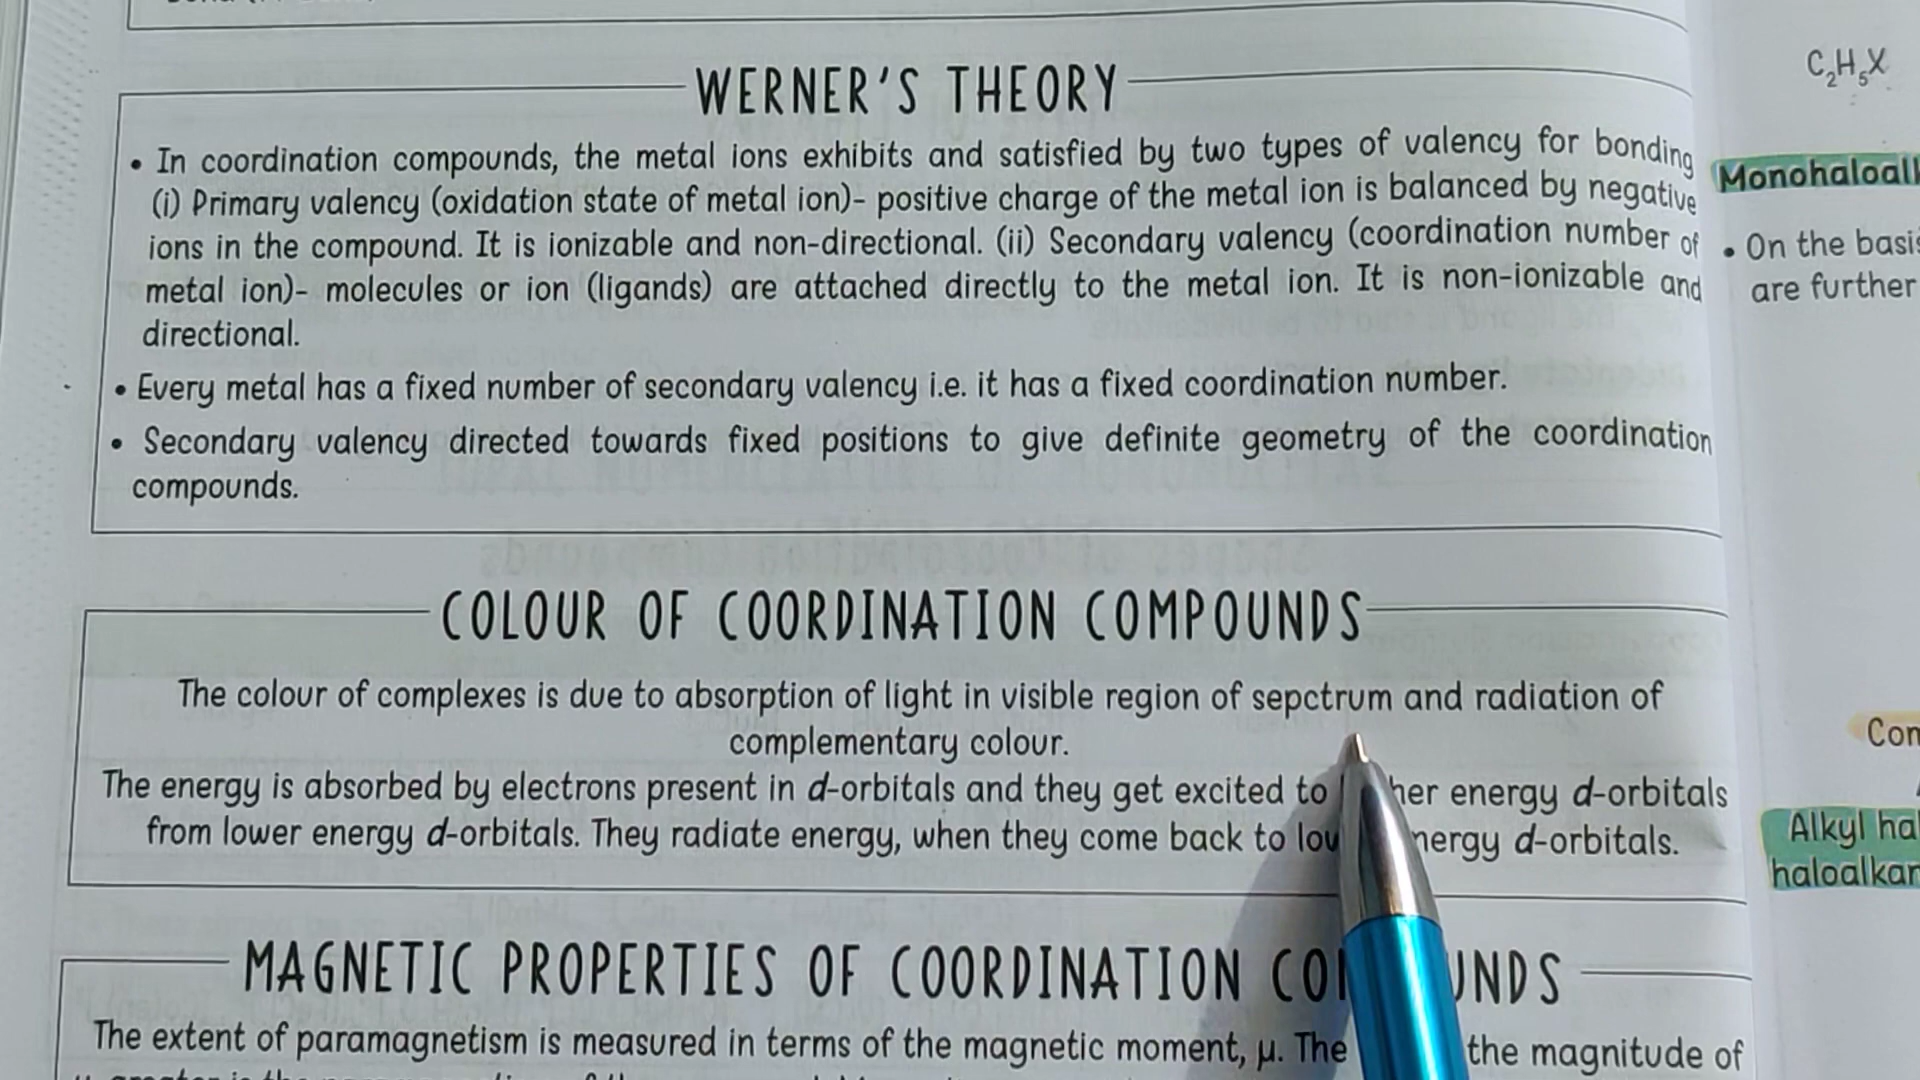 WERNER'S THEORY
• In coordination compounds, the metal ions exhibits and satisfied by two types of valency for bonding
(i) Primary valency (oxidation state of metal ion)- positive charge of the metal ion is balanced by negative
ions in the compound. It is ionizable and non-directional. (ii) Secondary valency (coordination number of
metal ion)- molecules or ion (ligands) are attached directly to the metal ion. It is non-ionizable and
directional.
• Every metal has a fixed number of secondary valency i.e. it has a fixed coordination number.
• Secondary valency directed towards fixed positions to give definite geometry of the coordination
compounds.
COLOUR OF COORDINATION COMPOUNDS
The colour of complexes is due to absorption of light in visible region of sepctrum and radiation of
complementary colour.
The energy is absorbed by electrons present in d-orbitals and they get excited to her energy d-orbitals
from lower energy d-orbitals. They radiate energy, when they come back to low nergy d-orbitals.
MAGNETIC PROPERTIES OF COORDINATION CO UNDS
The extent of paramagnetism is measured in terms of the magnetic moment, μ. The the magnitude of
C₂H₅X
Monohaloal
• On the basis
are further
Con
Alkyl ha
haloalkan